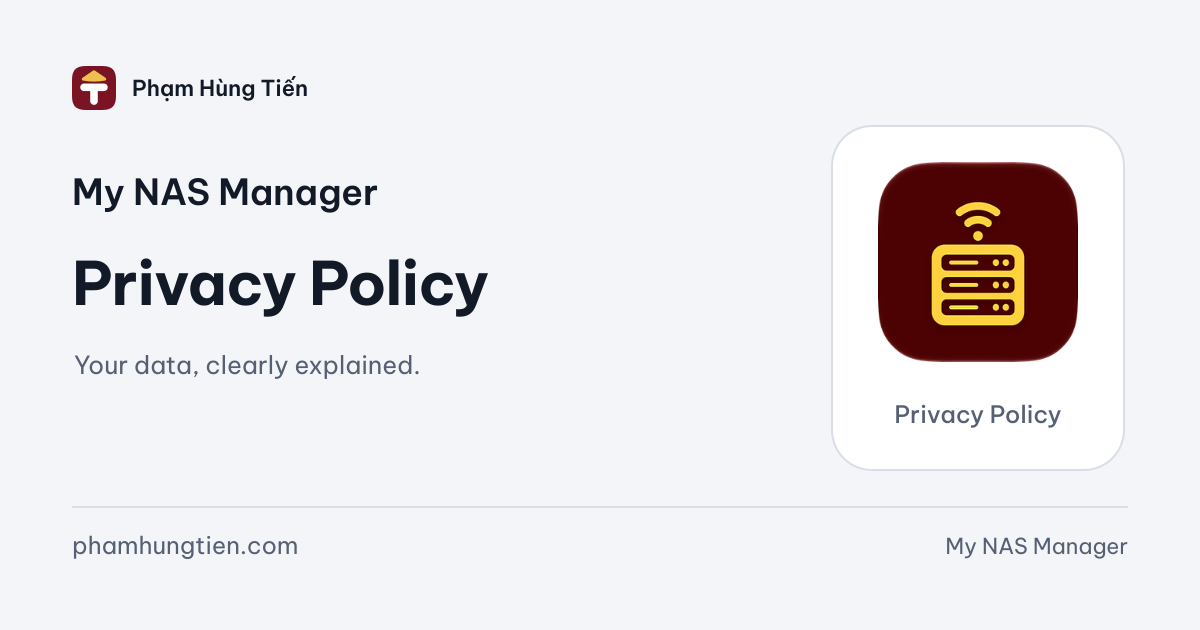 Phạm Hùng Tiến
My NAS Manager
Privacy Policy
Your data, clearly explained.
Privacy Policy
phamhungtien.com
My NAS Manager